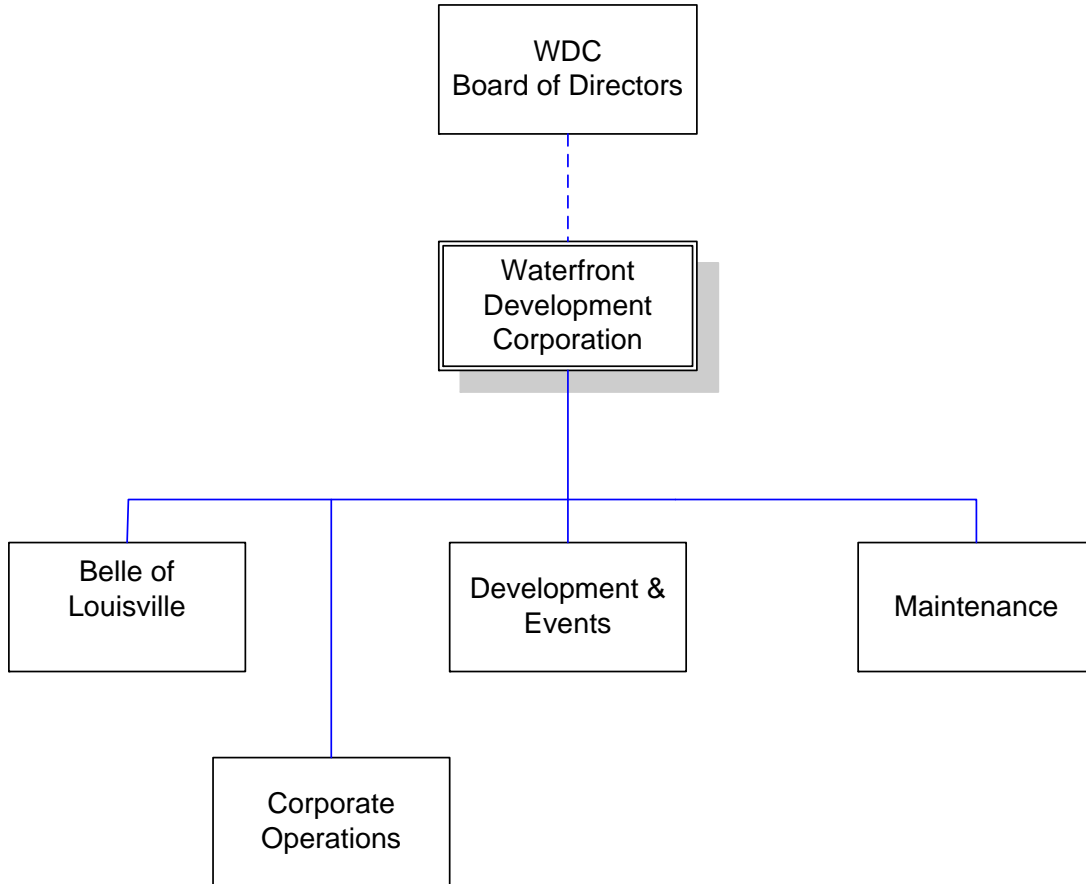 WDC
Board of Directors
Waterfront
Development
Corporation
Belle of
Louisville
Development &
Events
Maintenance
Corporate
Operations